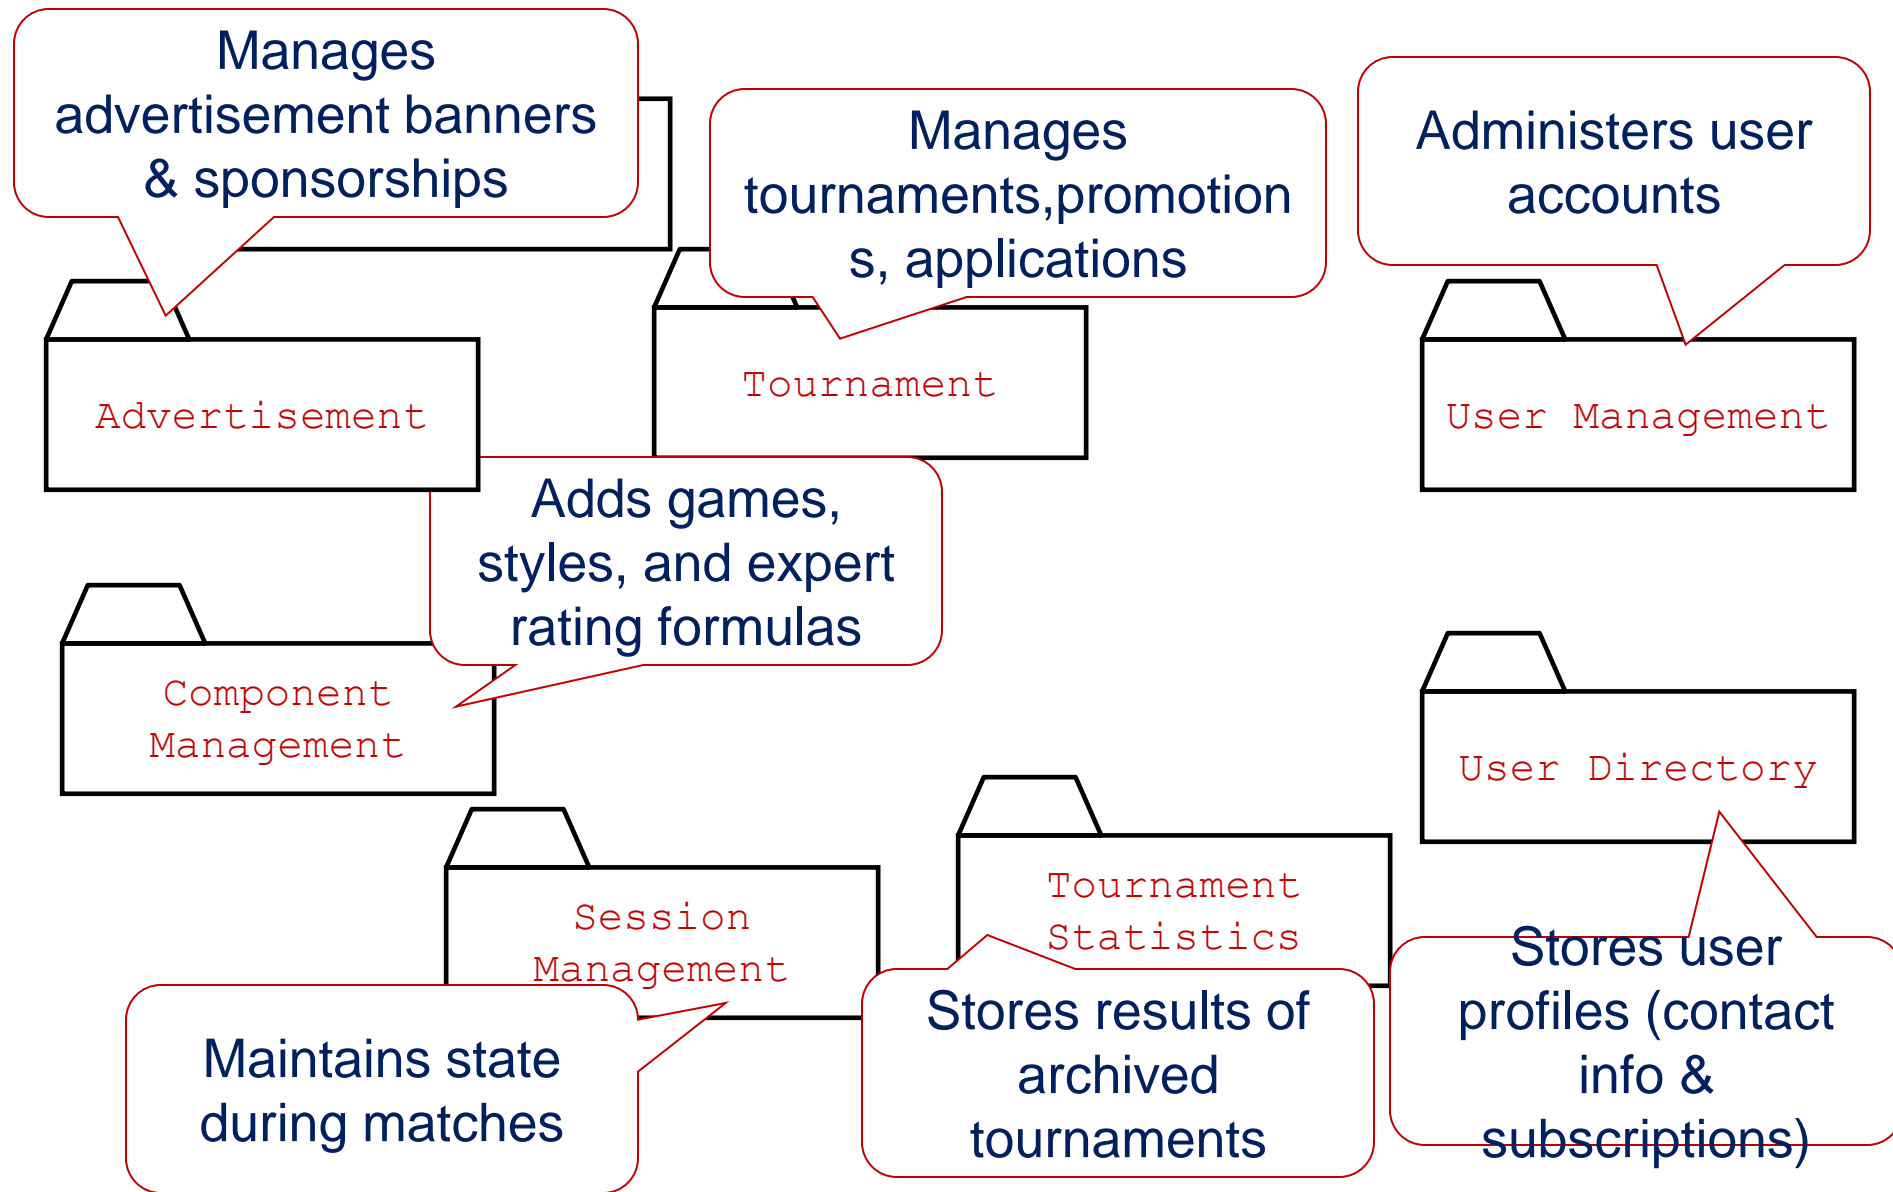 Manages
advertisement banners
& sponsorships
Manages
tournaments,promotion
s, applications
Administers user
accounts
Advertisement
Tournament
User Management
Adds games,
styles, and expert
rating formulas
Component
Management
User Directory
Session
Management
Tournament
Statistics
Maintains state
during matches
Stores results of
archived
tournaments
Stores user
profiles (contact
info &
subscriptions)